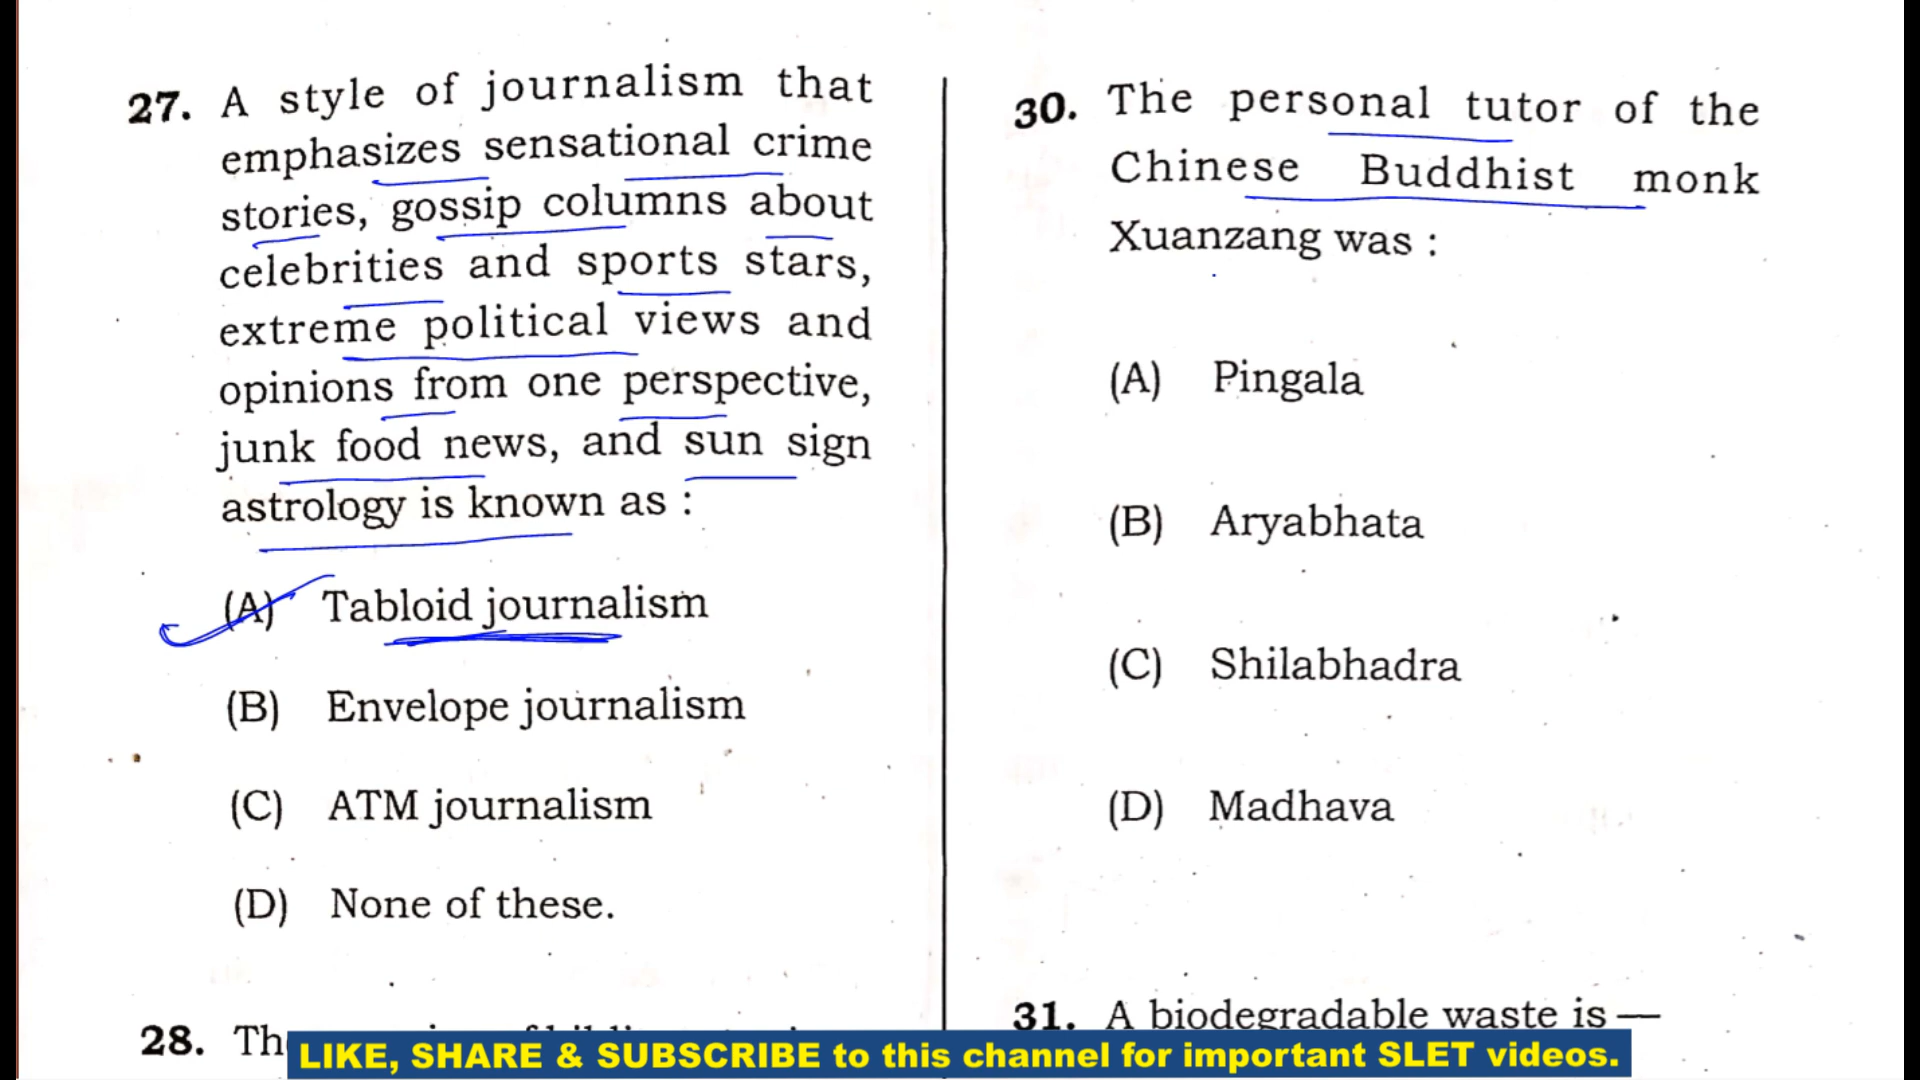 27. A style of journalism that
emphasizes sensational crime
stories, gossip columns about
celebrities and sports stars,
extreme political views and
opinions from one perspective,
junk food news, and sun sign
astrology is known as :
(A) Tabloid journalism
(B) Envelope journalism
(C) ATM journalism
(D) None of these.
28. Th
30. The personal tutor of the
Chinese Buddhist monk
Xuanzang was :
(A) Pingala
(B) Aryabhata
(C) Shilabhadra
(D) Madhava
31. A biodegradable waste is —
LIKE, SHARE & SUBSCRIBE to this channel for important SLET videos.